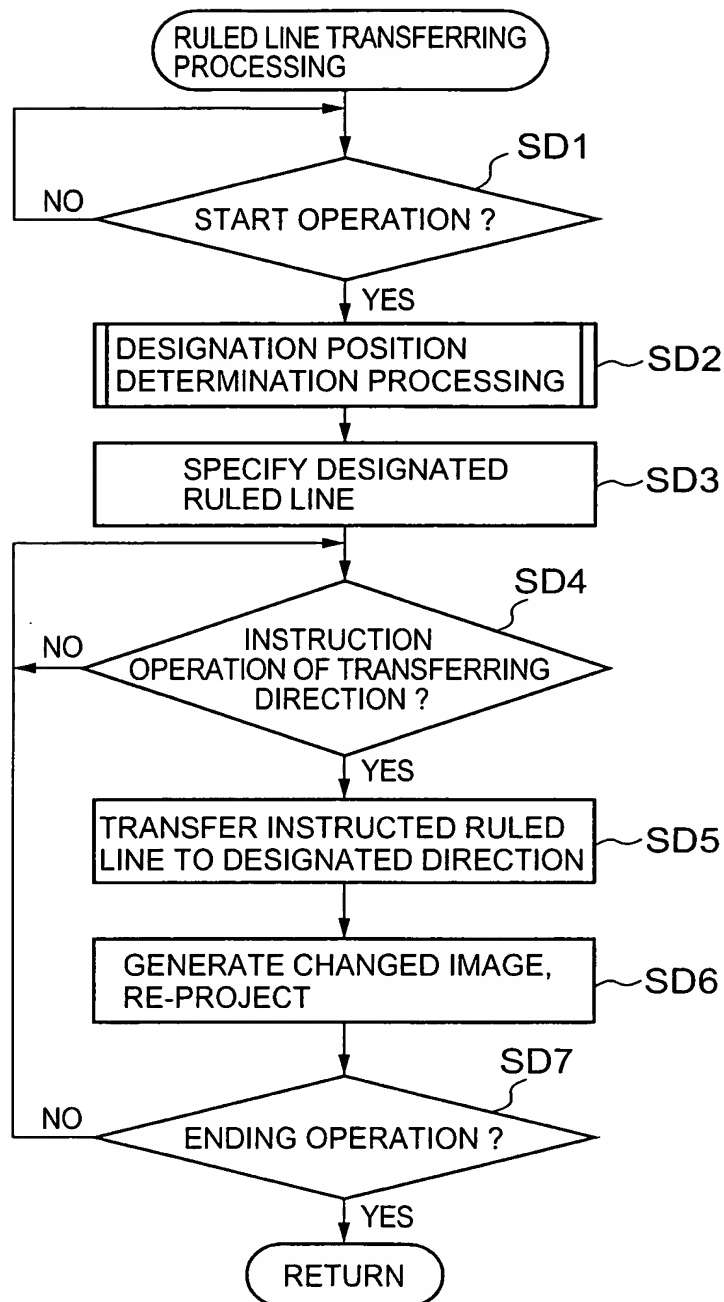 RULED LINE TRANSFERRING
PROCESSING
SD1
NO
START OPERATION ?
YES
DESIGNATION POSITION
DETERMINATION PROCESSING
SD2
SPECIFY DESIGNATED
RULED LINE
SD3
SD4
NO
INSTRUCTION
OPERATION OF TRANSFERRING
DIRECTION ?
YES
TRANSFER INSTRUCTED RULED
LINE TO DESIGNATED DIRECTION
SD5
GENERATE CHANGED IMAGE,
RE-PROJECT
SD6
SD7
NO
ENDING OPERATION ?
YES
RETURN